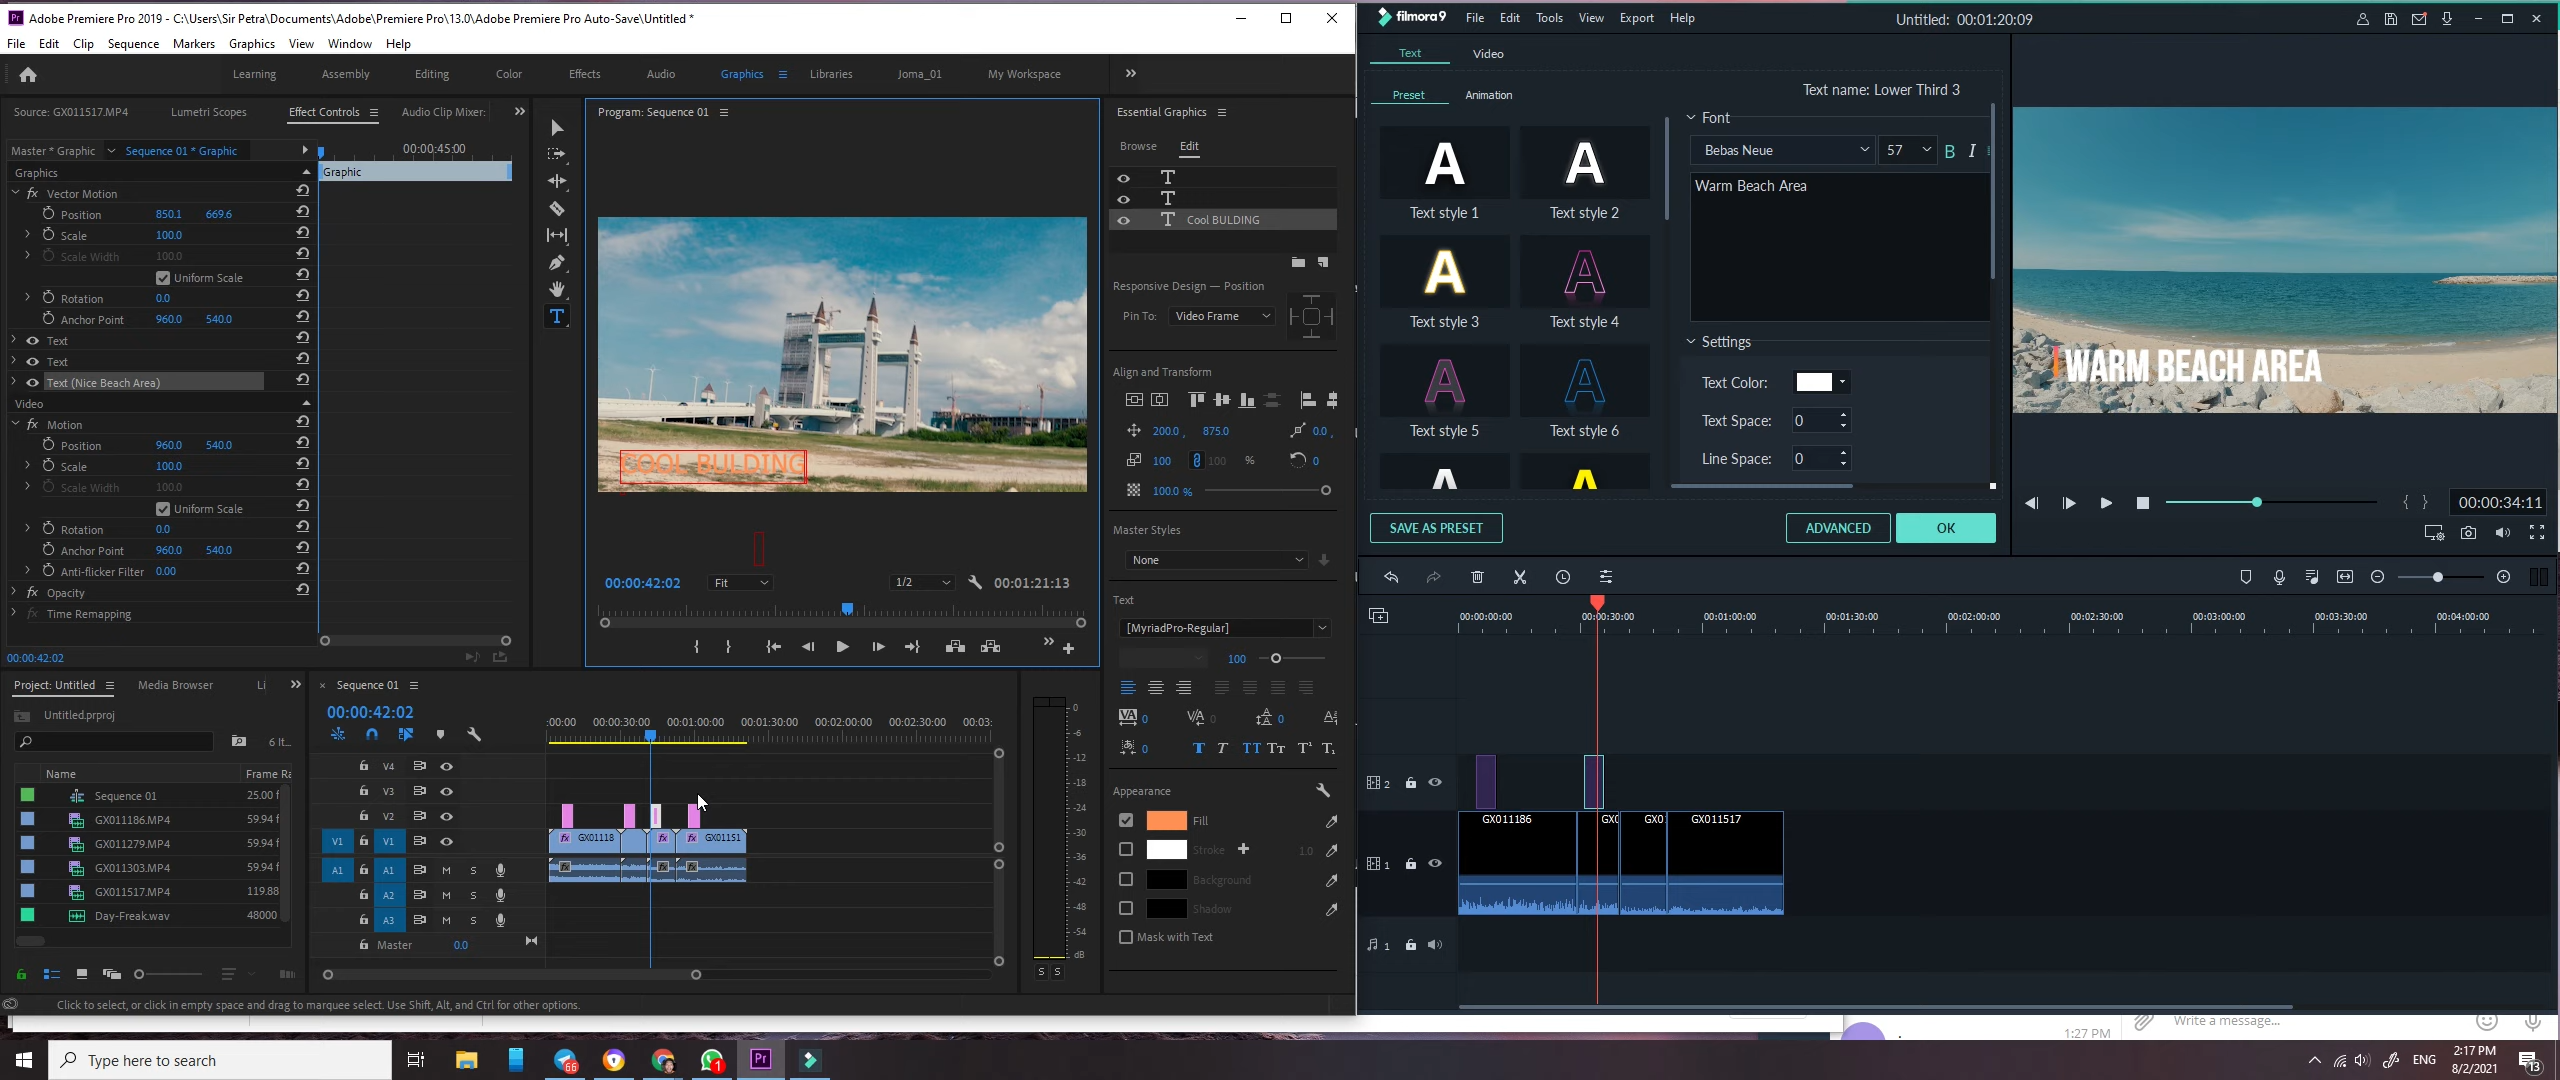 Adobe Premiere Pro 2019 - C:\Users\Sir Petra\Documents\Adobe\Premiere Pro\13.0\Adobe Premiere Pro Auto-Save\Untitled *
File Edit Clip Sequence Markers Graphics View Window Help
Learning Assembly Editing Color Effects Audio Graphics Libraries Joma_01 My Workspace
Source: GX011517.MP4 Lumetri Scopes Effect Controls Audio Clip Mixer:
Master * Graphic Sequence 01 * Graphic 00:00:45:00
Graphics Graphic
fx Vector Motion
Position 850.1 669.6
Scale 100.0
Scale Width 100.0
Uniform Scale
Rotation 0.0
Anchor Point 960.0 540.0
Text
Text
Text (Nice Beach Area)
Video
fx Motion
Position 960.0 540.0
Scale 100.0
Scale Width 100.0
Uniform Scale
Rotation 0.0
Anchor Point 960.0 540.0
Anti-flicker Filter 0.00
fx Opacity
fx Time Remapping
00:00:42:02
Program: Sequence 01
COOL BULDING
00:00:42:02 Fit 1/2 00:01:21:13
Essential Graphics
Browse Edit
Cool BULDING
Responsive Design — Position
Pin To: Video Frame
Align and Transform
200.0 , 875.0 0.0 ,
100 100 % 0
100.0 %
Master Styles
None
Text
[MyriadPro-Regular]
100
0 0 0
0
Appearance
Fill
Stroke 1.0
Background
Shadow
Mask with Text
Project: Untitled Media Browser Li
Untitled.prproj
6 It...
Name Frame Ra
Sequence 01 25.00 f
GX011186.MP4 59.94 f
GX011279.MP4 59.94 f
GX011303.MP4 59.94 f
GX011517.MP4 119.88
Day-Freak.wav 48000
× Sequence 01
00:00:42:02
:00:00 00:00:30:00 00:01:00:00 00:01:30:00 00:02:00:00 00:02:30:00 00:03:
V4
V3
V2
V1 V1 fx GX01118 fx fx GX01151
A1 A1 M S
A2 M S
A3 M S
Master 0.0
0
-6
-12
-18
-24
-30
-36
-42
-48
-54
dB
S S
Click to select, or click in empty space and drag to marquee select. Use Shift, Alt, and Ctrl for other options.
filmora9 File Edit Tools View Export Help Untitled: 00:01:20:09
Text Video
Preset Animation Text name: Lower Third 3
Text style 1 Text style 2
Text style 3 Text style 4
Text style 5 Text style 6
Font
Bebas Neue 57 B I
Warm Beach Area
Settings
Text Color:
Text Space: 0
Line Space: 0
SAVE AS PRESET ADVANCED OK
WARM BEACH AREA
{ } 00:00:34:11
00:00:00:00 00:00:30:00 00:01:00:00 00:01:30:00 00:02:00:00 00:02:30:00 00:03:00:00 00:03:30:00 00:04:00:00
2
1 GX011186 GX0 GX0 GX011517
1
1:27 PM Write a message...
Type here to search
66 1 Pr
ENG 2:17 PM
8/2/2021 13